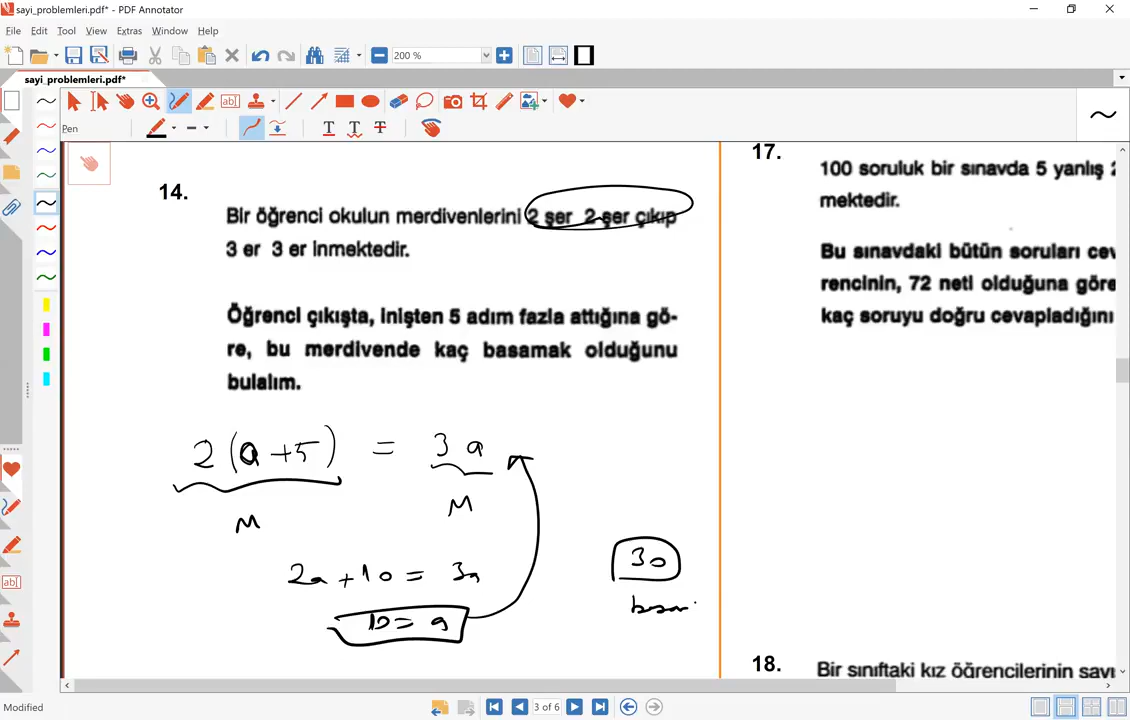 sayi_problemleri.pdf* - PDF Annotator
File Edit Tool View Extras Window Help
200 %
sayi_problemleri.pdf*
Pen
14.
Bir öğrenci okulun merdivenlerini 2 şer 2 şer çıkıp
3 er 3 er inmektedir.
Öğrenci çıkışta, inişten 5 adım fazla attığına gö-
re, bu merdivende kaç basamak olduğunu
bulalım.
2 (a + 5) = 3 a
M M
2a + 10 = 3a
10 = a
30
17.
100 soruluk bir sınavda 5 yanlış
mektedir.
Bu sınavdaki bütün soruları cev
rencinin, 72 neti olduğuna göre
kaç soruyu doğru cevapladığını
18.
Bir sınıftaki kız öğrencilerinin sayı
Modified
3 of 6